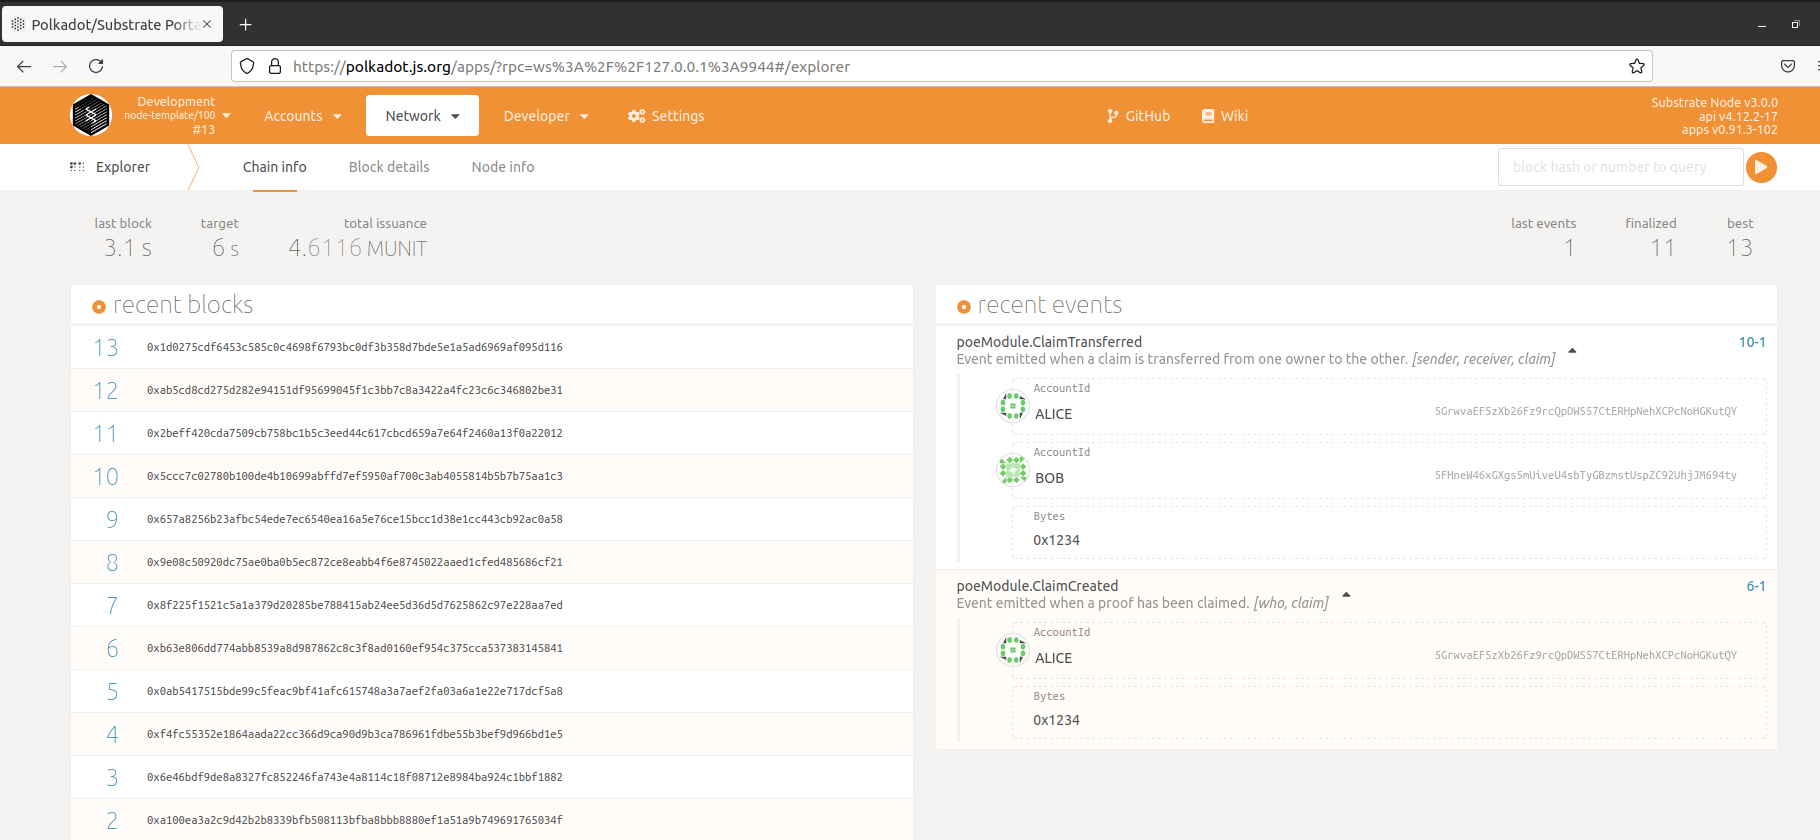 Polkadot/Substrate Porta
https://polkadot.js.org/apps/?rpc=ws%3A%2F%2F127.0.0.1%3A9944#/explorer
Development
node-template/100
#13
Accounts
Network
Developer
Settings
GitHub
Wiki
Substrate Node v3.0.0
api v4.12.2-17
apps v0.91.3-102
Explorer
Chain info
Block details
Node info
block hash or number to query
last block
3.1 s
target
6 s
total issuance
4.6116 MUNIT
last events
1
finalized
11
best
13
recent blocks
13 0x1d0275cdf6453c585c0c4698f6793bc0df3b358d7bde5e1a5ad6969af095d116
12 0xab5cd8cd275d282e94151df95699045f1c3bb7c8a3422a4fc23c6c346802be31
11 0x2beff420cda7509cb758bc1b5c3eed44c617cbcd659a7e64f2460a13f0a22012
10 0x5ccc7c02780b100de4b10699abffd7ef5950af700c3ab4055814b5b7b75aa1c3
9 0x657a8256b23afbc54ede7ec6540ea16a5e76ce15bcc1d38e1cc443cb92ac0a58
8 0x9e08c50920dc75ae0ba0b5ec872ce8eabb4f6e8745022aaed1cfed485686cf21
7 0x8f225f1521c5a1a379d20285be788415ab24ee5d36d5d7625862c97e228aa7ed
6 0xb63e806dd774abb8539a8d987862c8c3f8ad0160ef954c375cca537383145841
5 0x0ab5417515bde99c5feac9bf41afc615748a3a7aef2fa03a6a1e22e717dcf5a8
4 0xf4fc55352e1864aada22cc366d9ca90d9b3ca786961fdbe55b3bef9d966bd1e5
3 0x6e46bdf9de8a8327fc852246fa743e4a8114c18f08712e8984ba924c1bbf1882
2 0xa100ea3a2c9d42b2b8339bfb508113bfba8bbb8880ef1a51a9b749691765034f
recent events
poeModule.ClaimTransferred 10-1
Event emitted when a claim is transferred from one owner to the other. [sender, receiver, claim]
AccountId
ALICE 5GrwvaEF5zXb26Fz9rcQpDWS57CtERHpNehXCPcNoHGKutQY
AccountId
BOB 5FHneW46xGXgs5mUiveU4sbTyGBzmstUspZC92UhjJM694ty
Bytes
0x1234
poeModule.ClaimCreated 6-1
Event emitted when a proof has been claimed. [who, claim]
AccountId
ALICE 5GrwvaEF5zXb26Fz9rcQpDWS57CtERHpNehXCPcNoHGKutQY
Bytes
0x1234